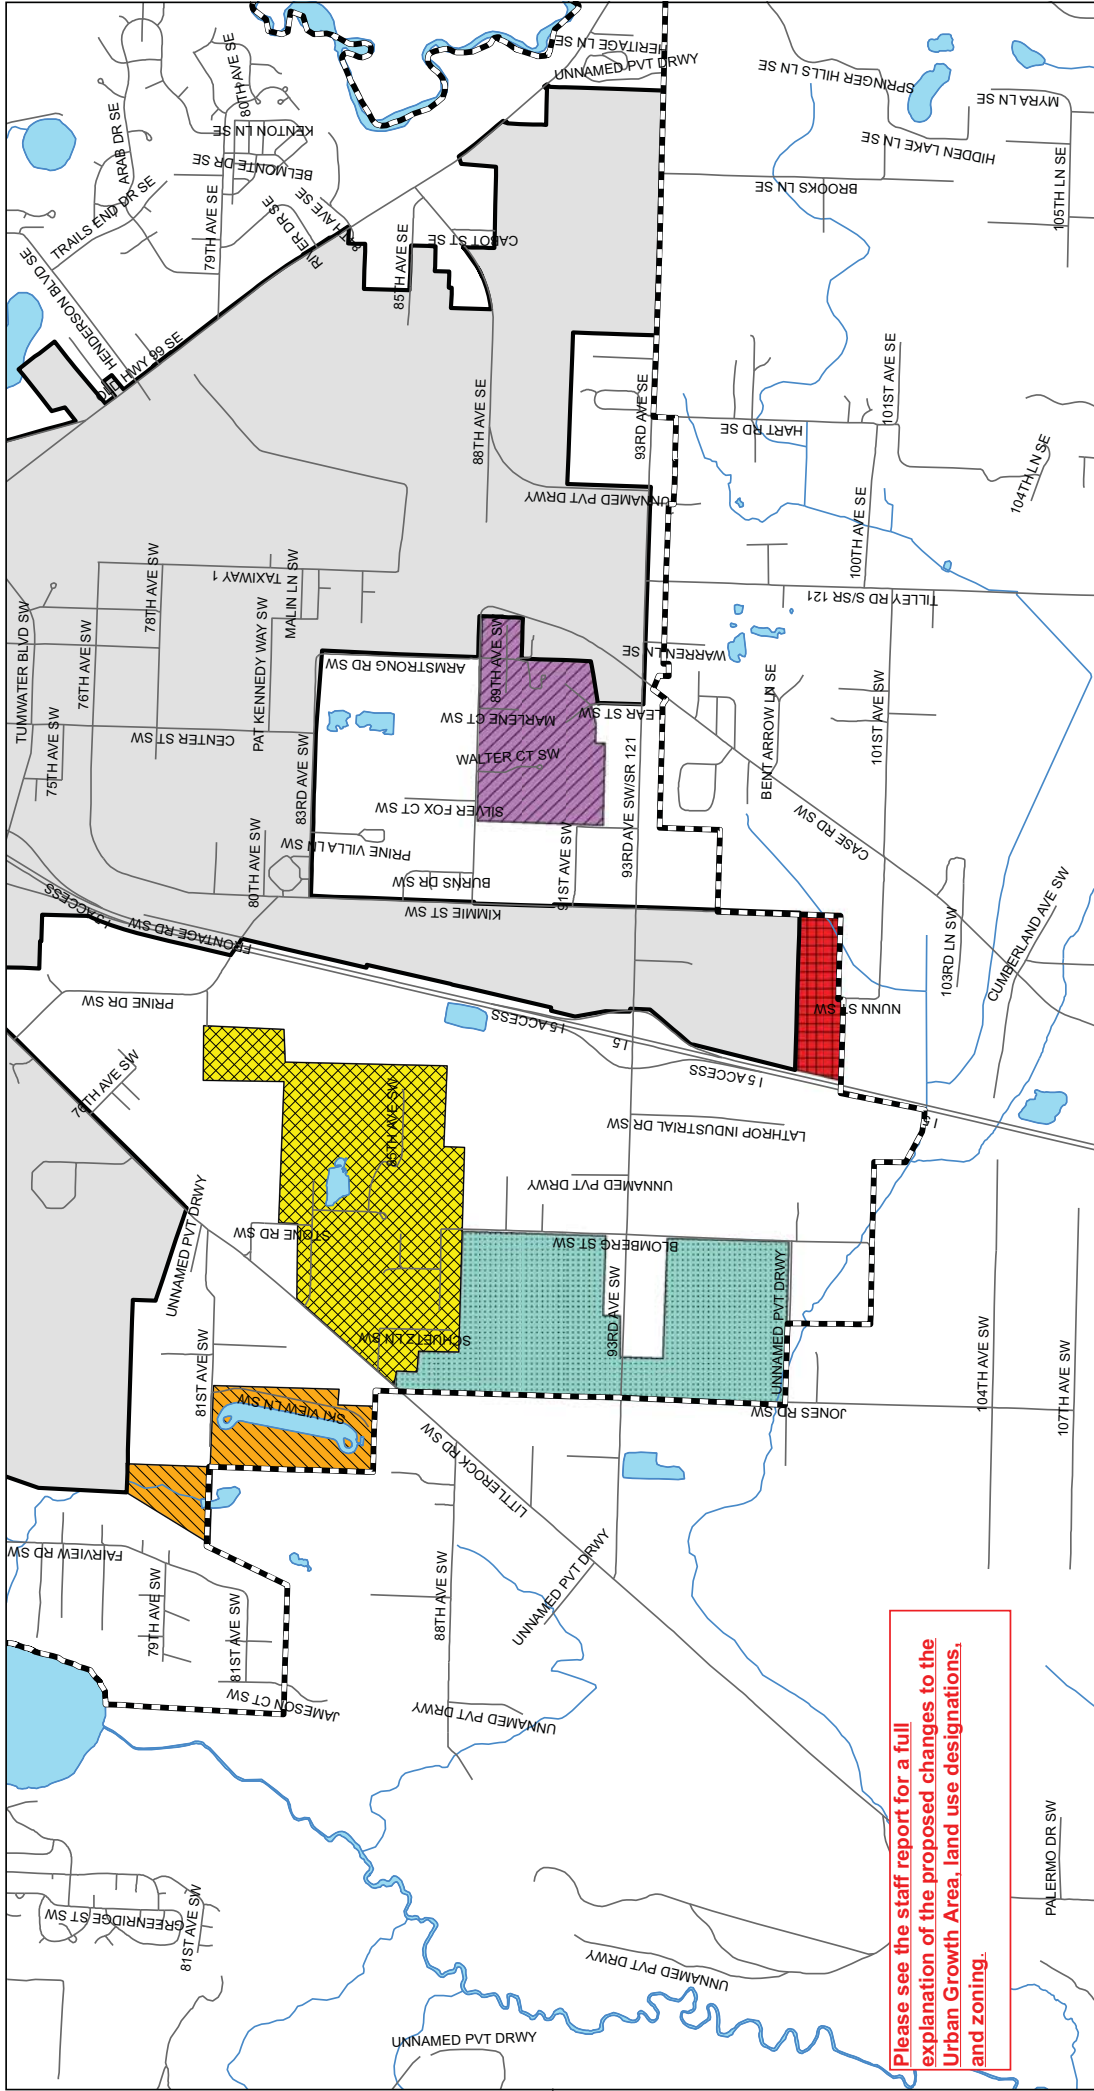 GREENRIDGE ST SW
81ST AVE SW
JAMESON CT SW
81ST AVE SW
79TH AVE SW
FAIRVIEW RD SW
UNNAMED PVT DRWY
UNNAMED PVT DRWY
UNNAMED PVT DRWY
88TH AVE SW
UNNAMED PVT DRWY
LITTLEROCK RD SW
SKI VIEW LN SW
81ST AVE SW
UNNAMED PVT DRWY
STONE RD SW
SCHUETZ LN SW
85TH AVE SW
76TH AVE SW
PRINE DR SW
JONES RD SW
UNNAMED PVT DRWY
93RD AVE SW
BLOMBERG ST SW
UNNAMED PVT DRWY
LATHROP INDUSTRIAL DR SW
I 5 ACCESS
I 5
I 5 ACCESS
I 5
I 5 ACCESS
FRONTAGE RD SW
NUNN ST SW
104TH AVE SW
107TH AVE SW
PALERMO DR SW
KIMMIE ST SW
BURNS DR SW
PRINE VILLA LN SW
SILVER FOX CT SW
WALTER CT SW
MARLENE CT SW
89TH AVE SW
ARMSTRONG RD SW
LEAR ST SW
91ST AVE SW
93RD AVE SW/SR 121
80TH AVE SW
83RD AVE SW
CENTER ST SW
PAT KENNEDY WAY SW
MALIN LN SW
TAXIWAY 1
75TH AVE SW
TUMWATER BLVD SW
76TH AVE SW
78TH AVE SW
103RD LN SW
CUMBERLAND AVE SW
CASE RD SW
101ST AVE SW
BENT ARROW LN SE
WARREN LN SE
TILLEY RD S/SR 121
100TH AVE SE
104TH LN SE
101ST AVE SE
HART RD SE
UNNAMED PVT DRWY
93RD AVE SE
88TH AVE SE
85TH AVE SE
CABOT ST SE
OLD HWY 99 SE
HENDERSON BLVD SE
TRAILS END DR SE
79TH AVE SE
RIVER DR SE
BELMONTE DR SE
KENTON LN SE
80TH AVE SE
ARAB DR SE
UNNAMED PVT DRWY
HERITAGE LN SE
BROOKS LN SE
HIDDEN LAKE LN SE
SPRINGER HILLS LN SE
MYRA LN SE
105TH LN SE
Please see the staff report for a full
explanation of the proposed changes to the
Urban Growth Area, land use designations,
and zoning.